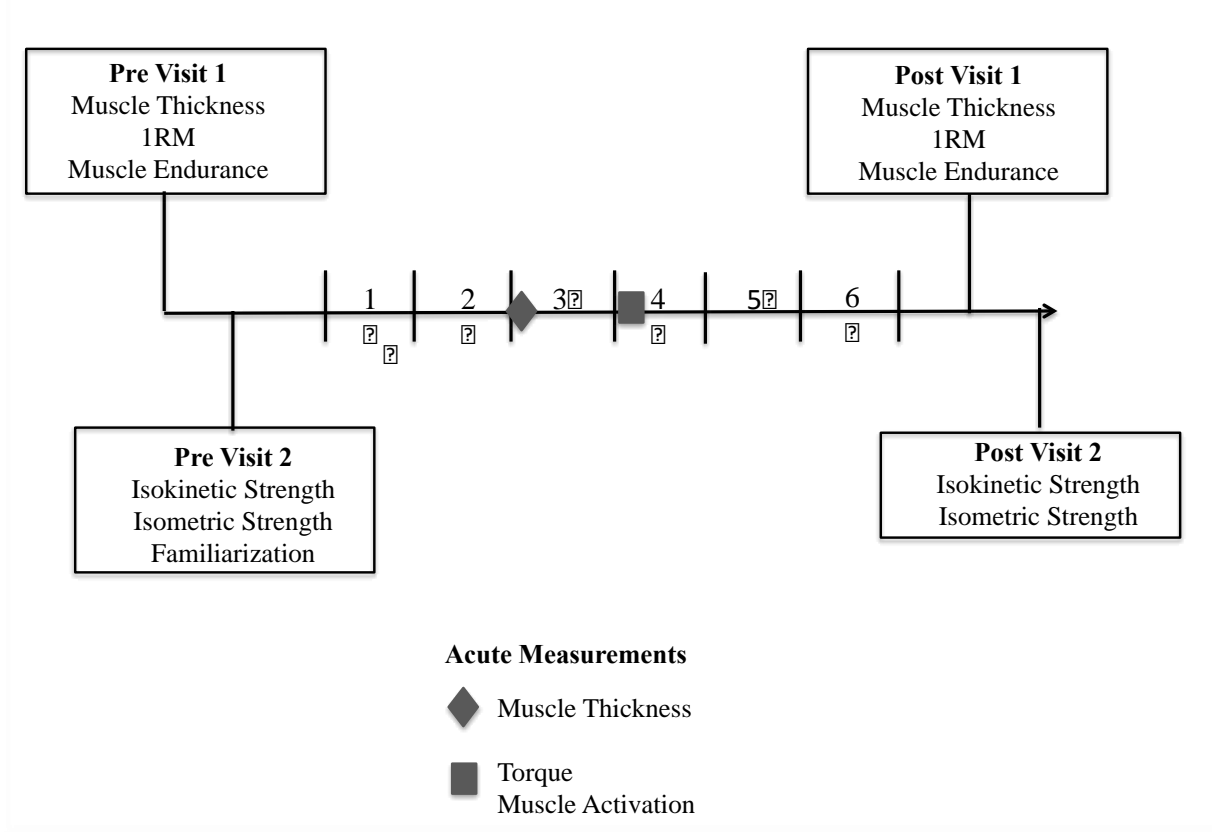 Pre Visit 1
Muscle Thickness
1RM
Muscle Endurance
Post Visit 1
Muscle Thickness
1RM
Muscle Endurance
1
2
3⍰
4
5⍰
6
⍰
⍰
⍰
⍰
⍰
Pre Visit 2
Isokinetic Strength
Isometric Strength
Familiarization
Post Visit 2
Isokinetic Strength
Isometric Strength
Acute Measurements
Muscle Thickness
Torque
Muscle Activation